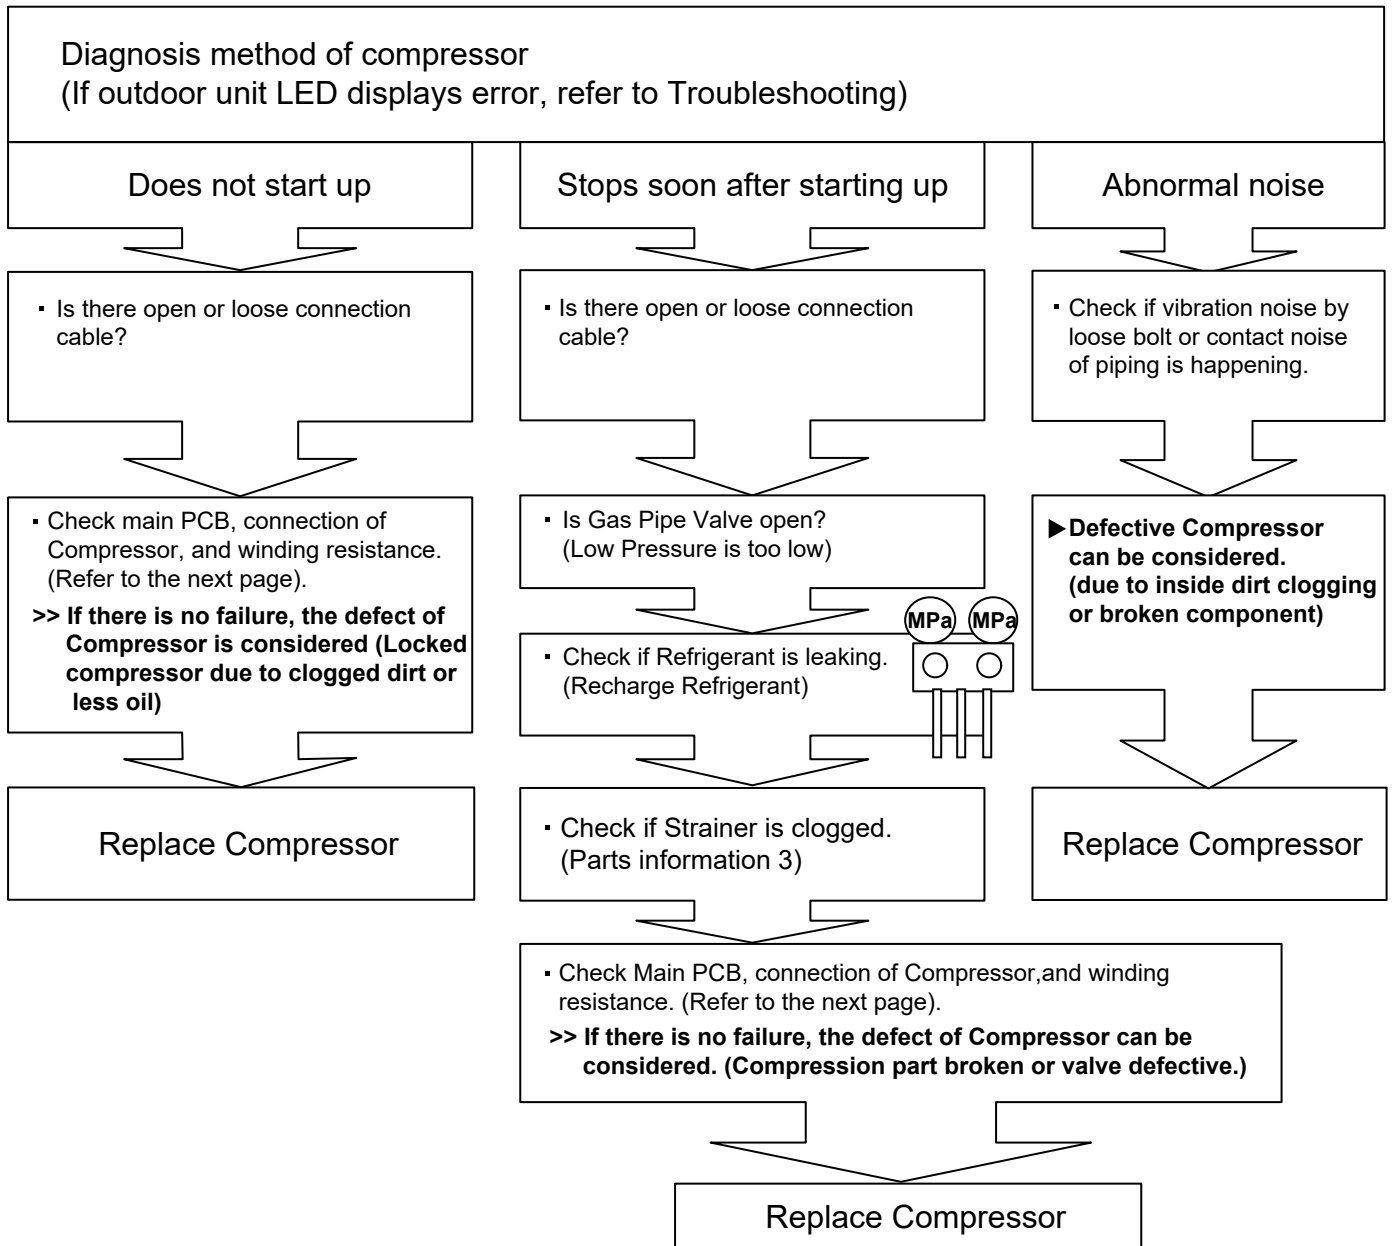 Diagnosis method of compressor
(If outdoor unit LED displays error, refer to Troubleshooting)
Does not start up
▪ Is there open or loose connection
cable?
▪ Check main PCB, connection of
Compressor, and winding resistance.
(Refer to the next page).
>> If there is no failure, the defect of
Compressor is considered (Locked
compressor due to clogged dirt or
less oil)
Replace Compressor
Stops soon after starting up
▪ Is there open or loose connection
cable?
▪ Is Gas Pipe Valve open?
(Low Pressure is too low)
▪ Check if Refrigerant is leaking.
(Recharge Refrigerant)
MPa MPa
▪ Check if Strainer is clogged.
(Parts information 3)
▪ Check Main PCB, connection of Compressor,and winding
resistance. (Refer to the next page).
>> If there is no failure, the defect of Compressor can be
considered. (Compression part broken or valve defective.)
Replace Compressor
Abnormal noise
▪ Check if vibration noise by
loose bolt or contact noise
of piping is happening.
▶Defective Compressor
can be considered.
(due to inside dirt clogging
or broken component)
Replace Compressor